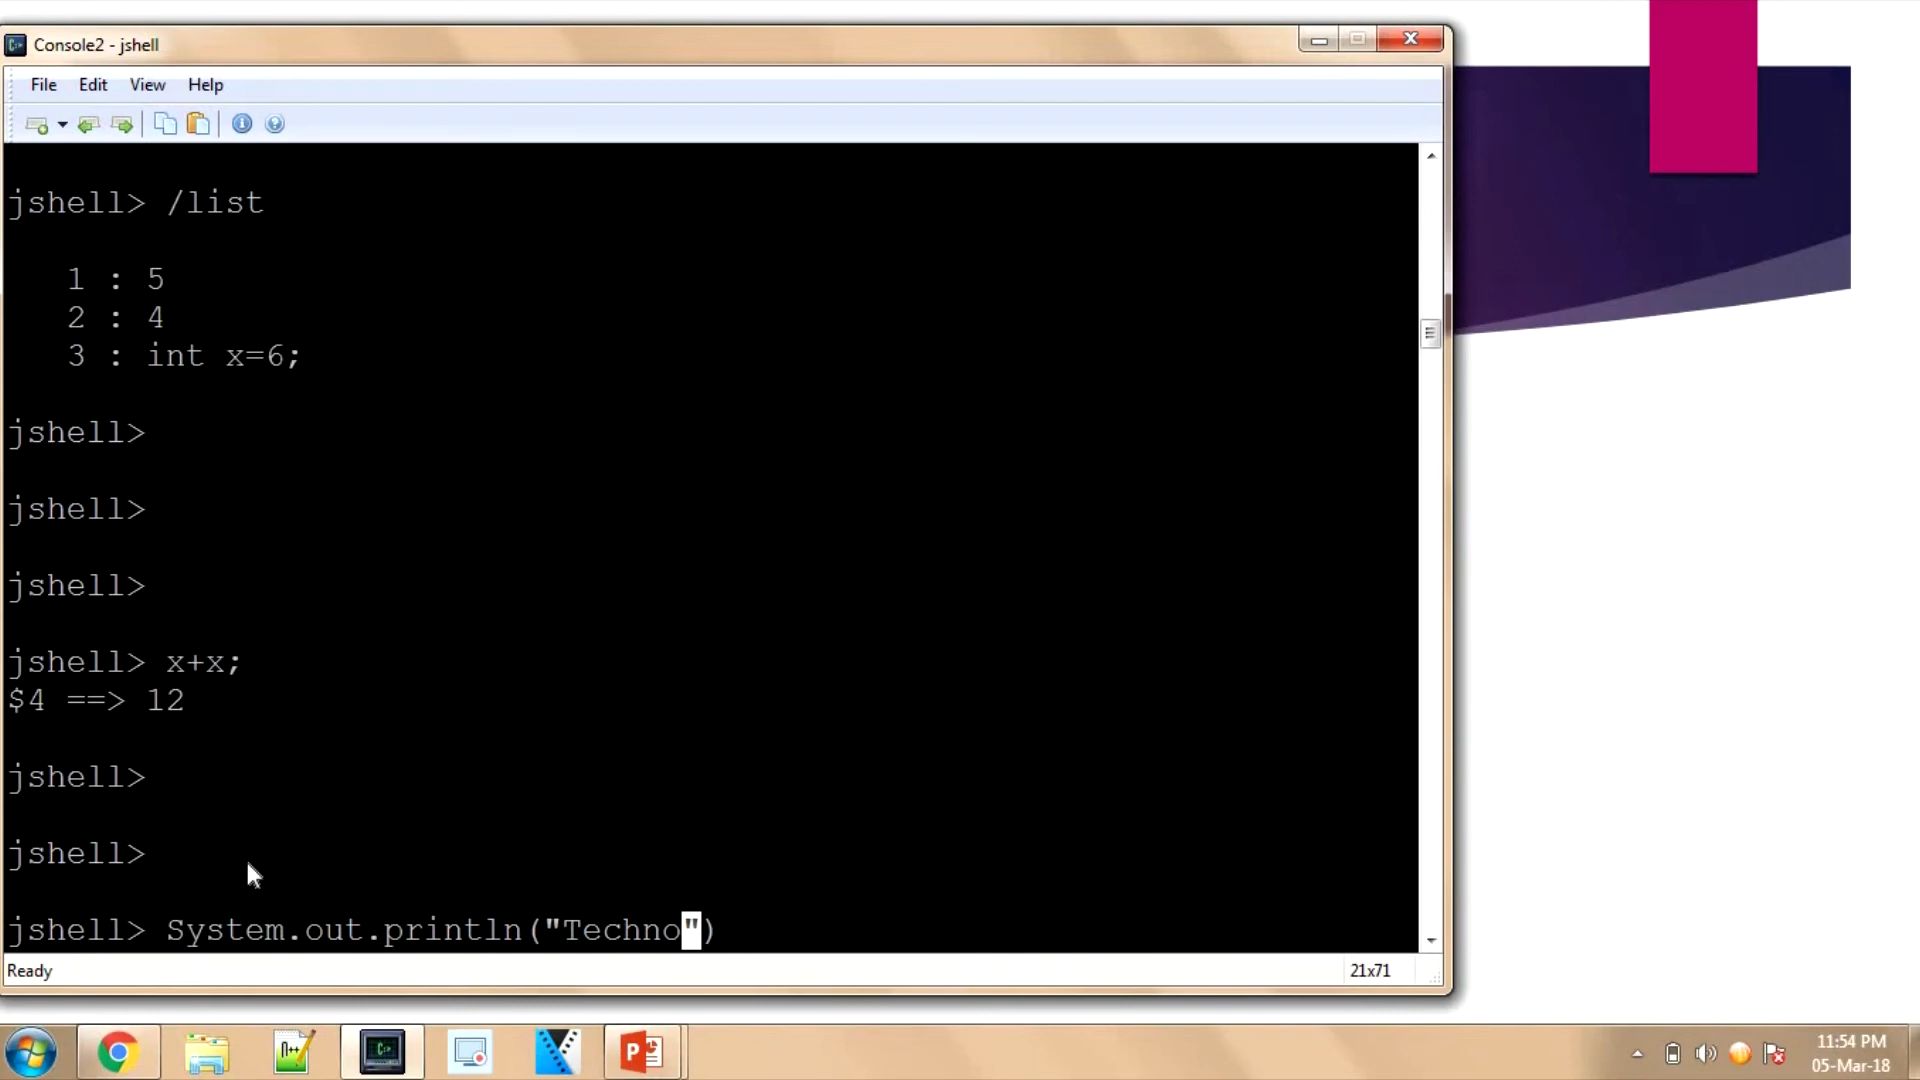 Console2 - jshell
File Edit View Help
jshell> /list
1 : 5
2 : 4
3 : int x=6;
jshell>
jshell>
jshell>
jshell> x+x;
$4 ==> 12
jshell>
jshell>
jshell> System.out.println("Techno")
Ready 21x71
11:54 PM
05-Mar-18